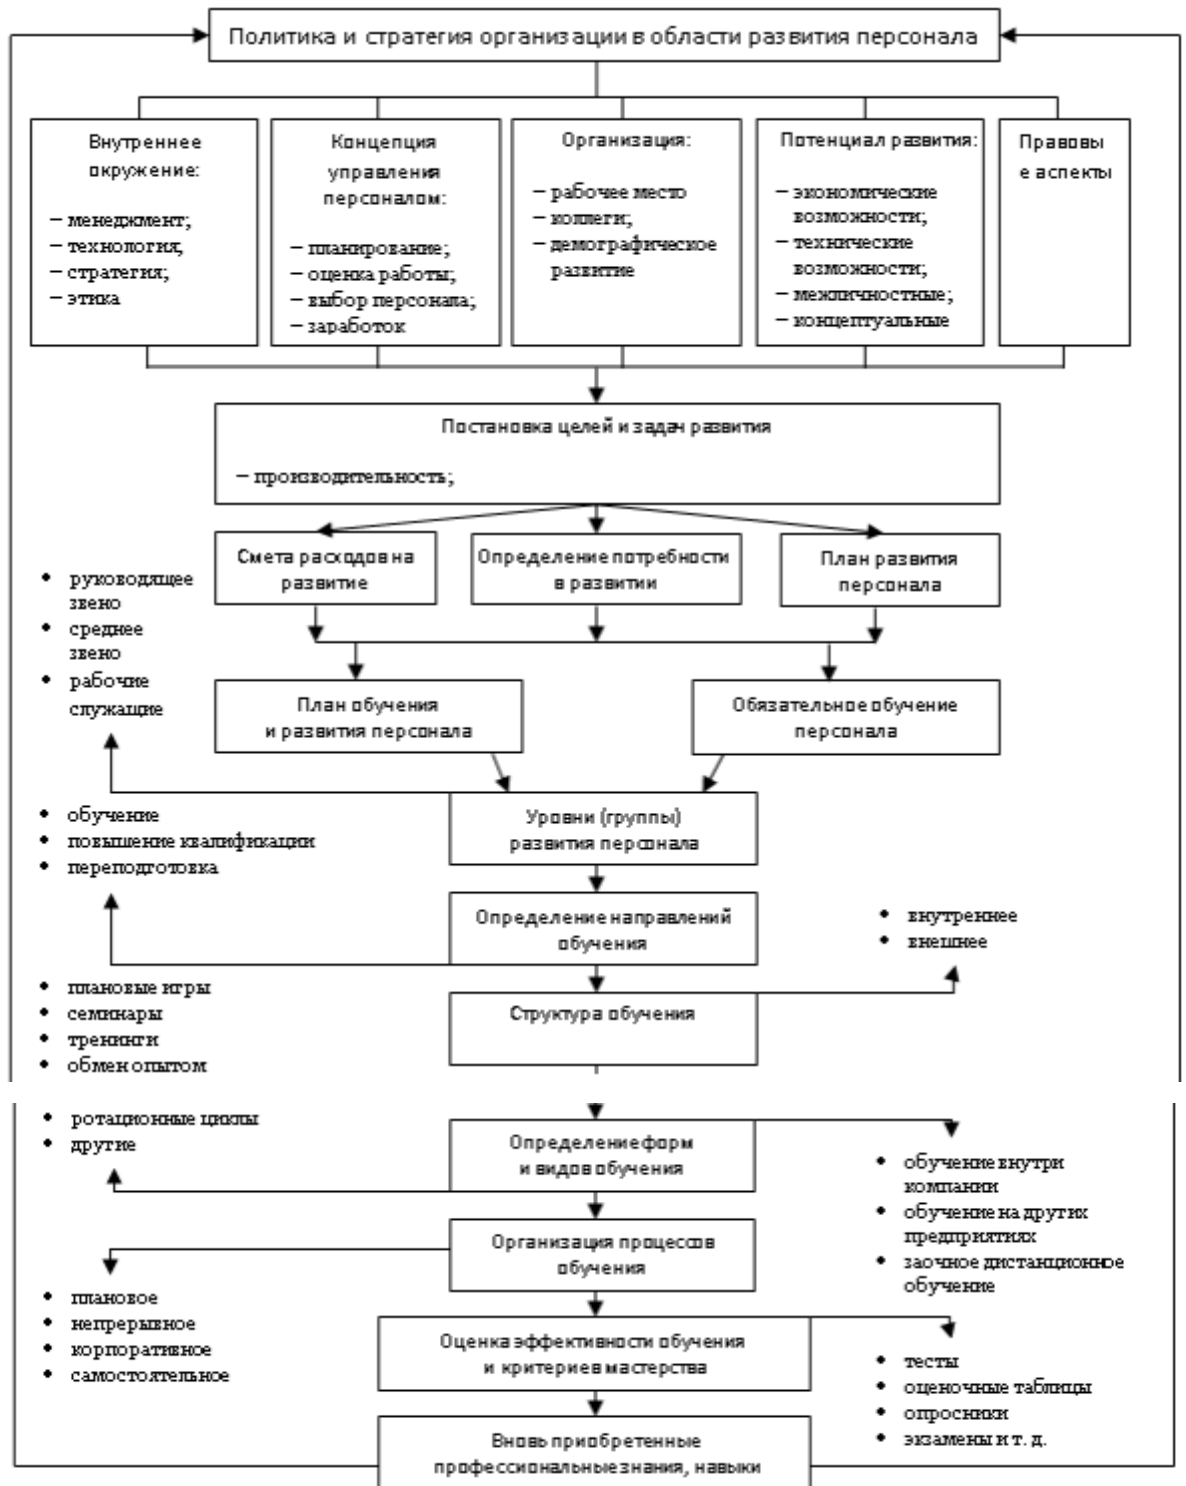 Политика и стратегия организации в области развития персонала
Внутреннее
окружение:
– менеджмент;
– технология;
– стратегия;
– этика
Концепция
управления
персоналом:
– планирование;
– оценка работы;
– выбор персонала;
– заработок
Организация:
– рабочее место
– коллеги;
– демографическое
развитие
Потенциал развития:
– экономические
возможности;
– технические
возможности;
– межличностные;
– концептуальные
Правовы
е аспекты
Постановка целей и задач развития
– производительность;
Смета расходов на
развитие
Определение потребности
в развитии
План развития
персонала
• руководящее
звено
• среднее
звено
• рабочие
служащие
План обучения
и развития персонала
Обязательное обучение
персонала
Уровни (группы)
развития персонала
• обучение
• повышение квалификации
• переподготовка
Определение направлений
обучения
• внутреннее
• внешнее
Структура обучения
• плановые игры
• семинары
• тренинги
• обмен опытом
• ротационные циклы
• другие
Определение форм
и видов обучения
• обучение внутри
компании
• обучение на других
предприятиях
• заочное дистанционное
обучение
Организация процессов
обучения
• плановое
• непрерывное
• корпоративное
• самостоятельное
Оценка эффективности обучения
и критериев мастерства
• тесты
• оценочные таблицы
• опросники
• экзамены и т. д.
Вновь приобретенные
профессиональные знания, навыки